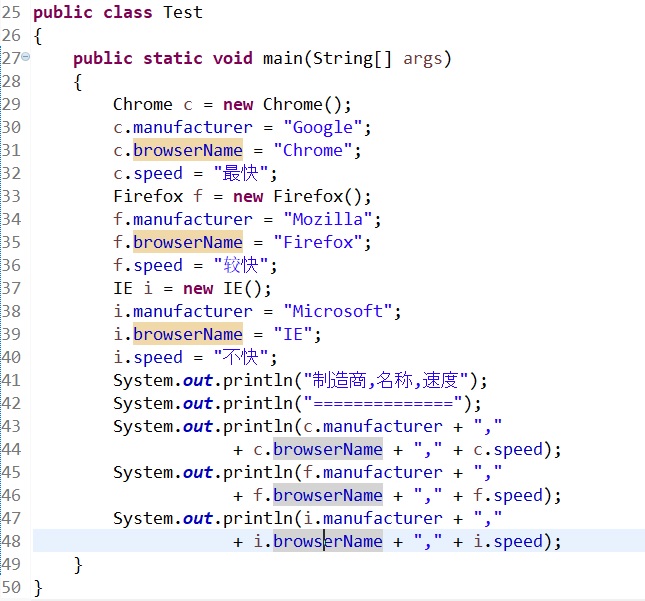 25 public class Test
26 {
27 public static void main(String[] args)
28 {
29 Chrome c = new Chrome();
30 c.manufacturer = "Google";
31 c.browserName = "Chrome";
32 c.speed = "最快";
33 Firefox f = new Firefox();
34 f.manufacturer = "Mozilla";
35 f.browserName = "Firefox";
36 f.speed = "较快";
37 IE i = new IE();
38 i.manufacturer = "Microsoft";
39 i.browserName = "IE";
40 i.speed = "不快";
41 System.out.println("制造商,名称,速度");
42 System.out.println("==============");
43 System.out.println(c.manufacturer + ","
44 + c.browserName + "," + c.speed);
45 System.out.println(f.manufacturer + ","
46 + f.browserName + "," + f.speed);
47 System.out.println(i.manufacturer + ","
48 + i.browserName + "," + i.speed);
49 }
50 }